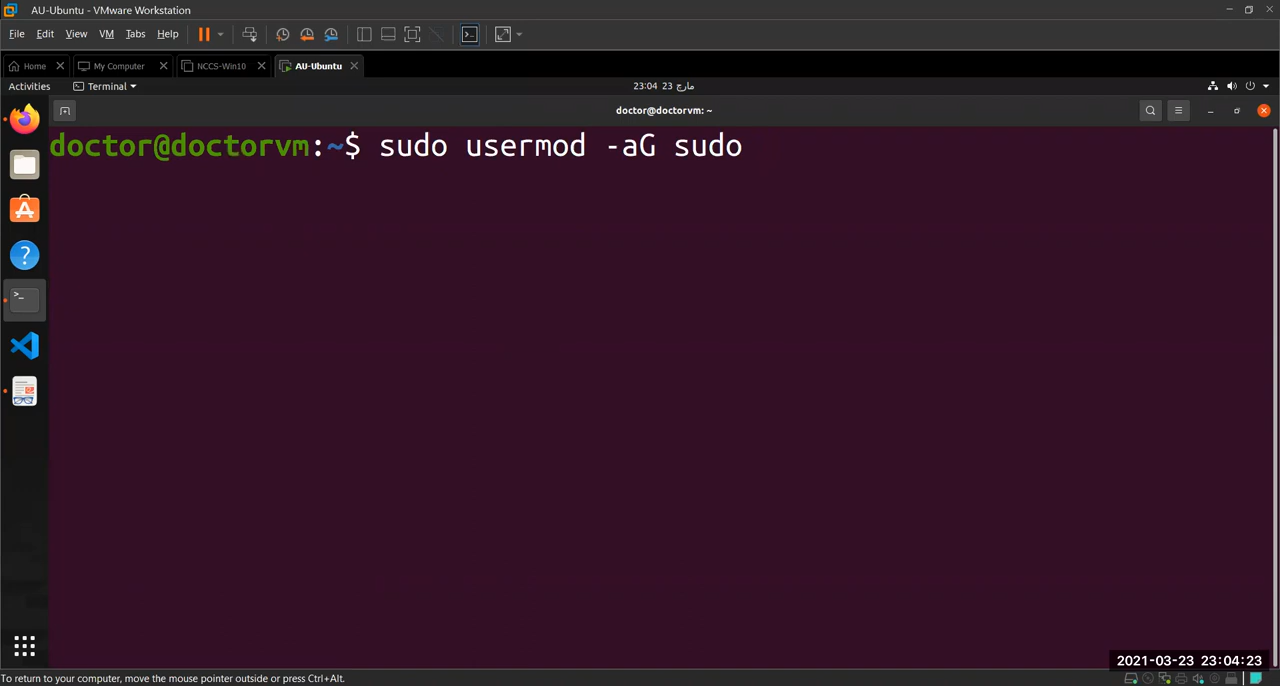 AU-Ubuntu - VMware Workstation
File Edit View VM Tabs Help
Home My Computer NCCS-Win10 AU-Ubuntu
Activities Terminal 23:04 23 مارچ
doctor@doctorvm: ~
doctor@doctorvm:~$ sudo usermod -aG sudo
2021-03-23 23:04:23
To return to your computer, move the mouse pointer outside or press Ctrl+Alt.